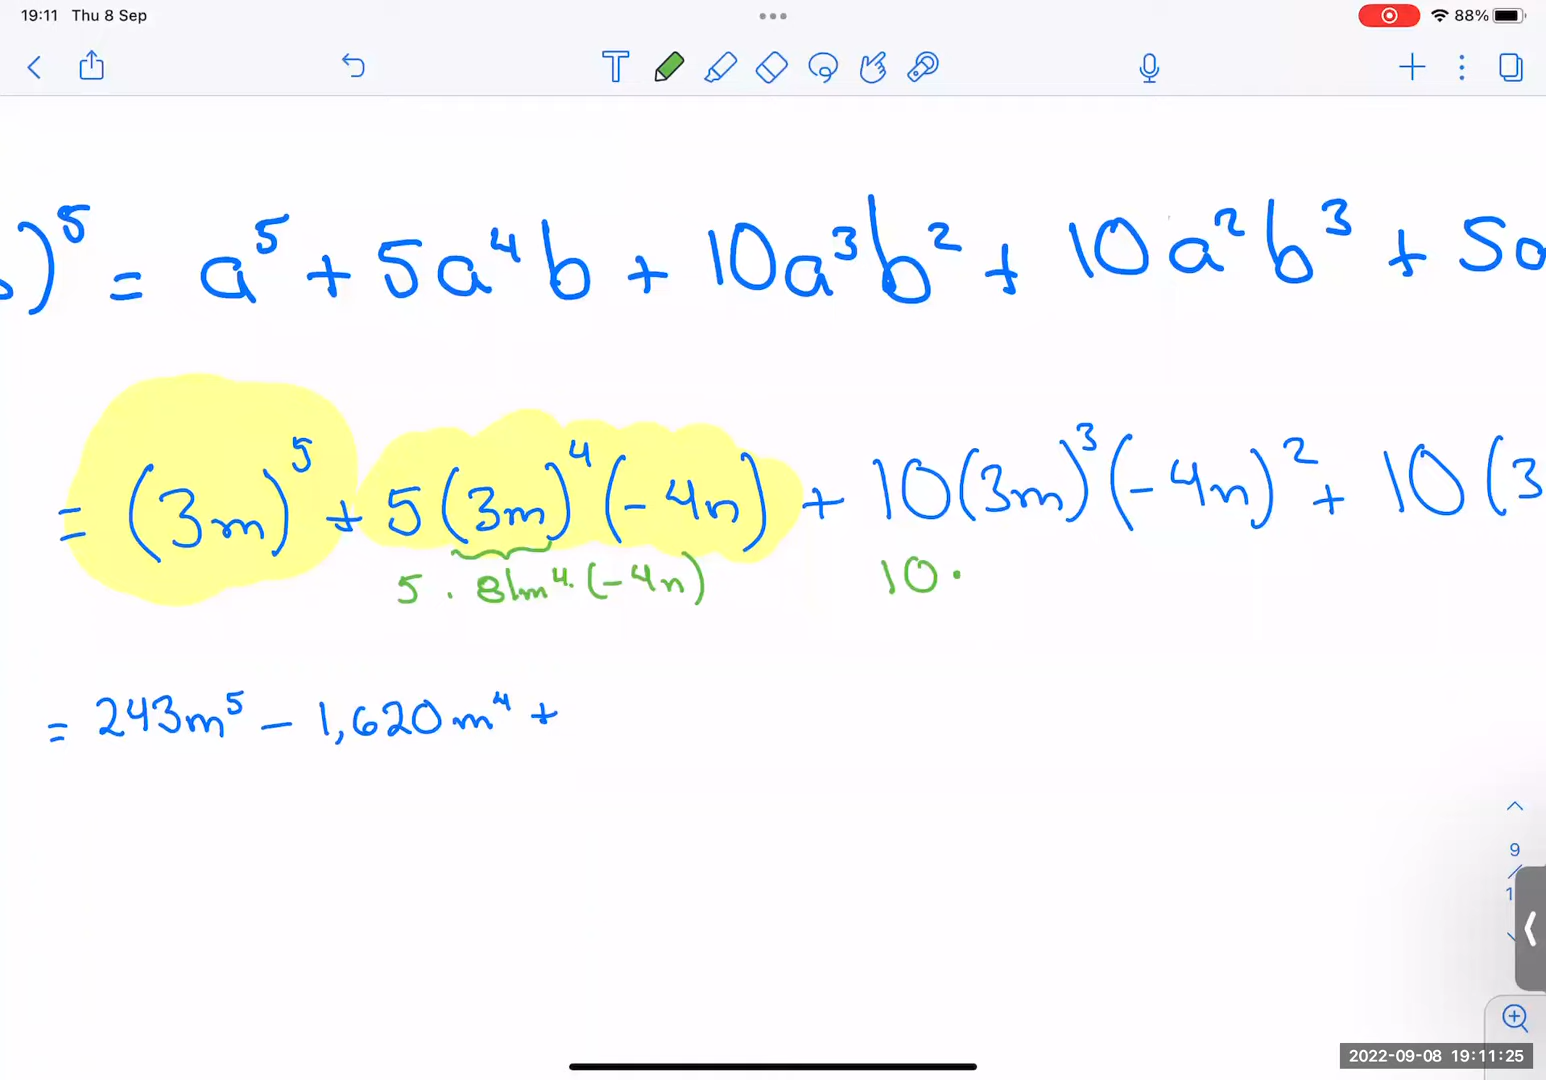 19:11 Thu 8 Sep 88%
T
)⁵ = a⁵ + 5a⁴b + 10a³b² + 10a²b³ + 5a
= (3m)⁵ + 5(3m)⁴(-4n) + 10(3m)³(-4n)² + 10(3
5 · 81m⁴·(-4n) 10 ·
= 243m⁵ - 1,620m⁴ +
9
/
1
2022-09-08 19:11:25